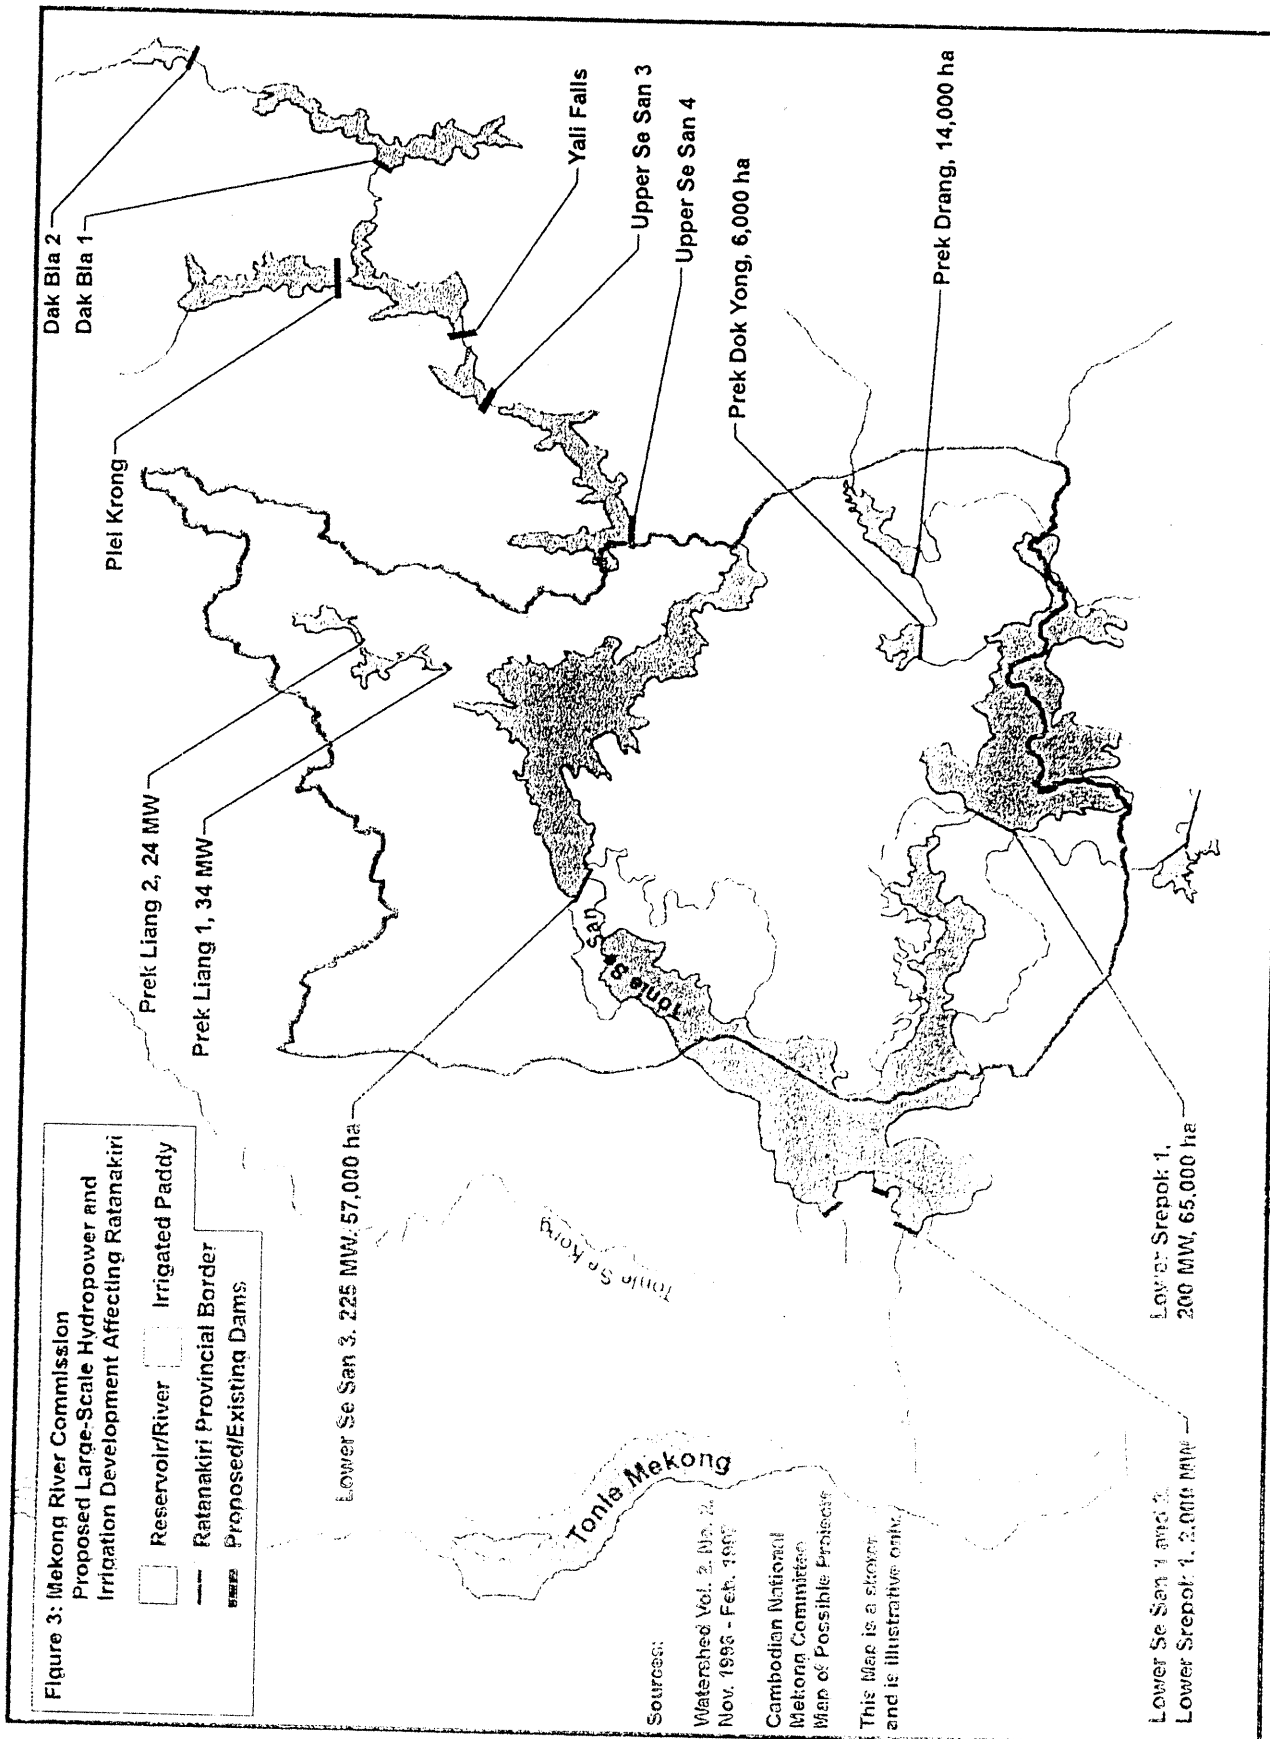 Figure 3: Mekong River Commission
Proposed Large-Scale Hydropower and
Irrigation Development Affecting Ratanakiri
Reservoir/River
Irrigated Paddy
Ratanakiri Provincial Border
Proposed/Existing Dams
Dak Bla 2
Dak Bla 1
Plei Krong
Prek Liang 2, 24 MW
Prek Liang 1, 34 MW
Lower Se San 3, 225 MW, 57,000 ha
Yali Falls
Upper Se San 3
Upper Se San 4
Prek Dok Yong, 6,000 ha
Prek Drang, 14,000 ha
Tonle S San
Tonle Se Kong
Tonle Mekong
Sources:
Watershed Vol. 2, No. 2,
Nov. 1996 - Feb. 1997
Cambodian National
Mekong Committee
Map of Possible Projects
This Map is a
and is illustrative only.
Lower Srepok 1,
200 MW, 65,000 ha
Lower Se San 1 and 2,
Lower Srepok 1, 2,000 MW